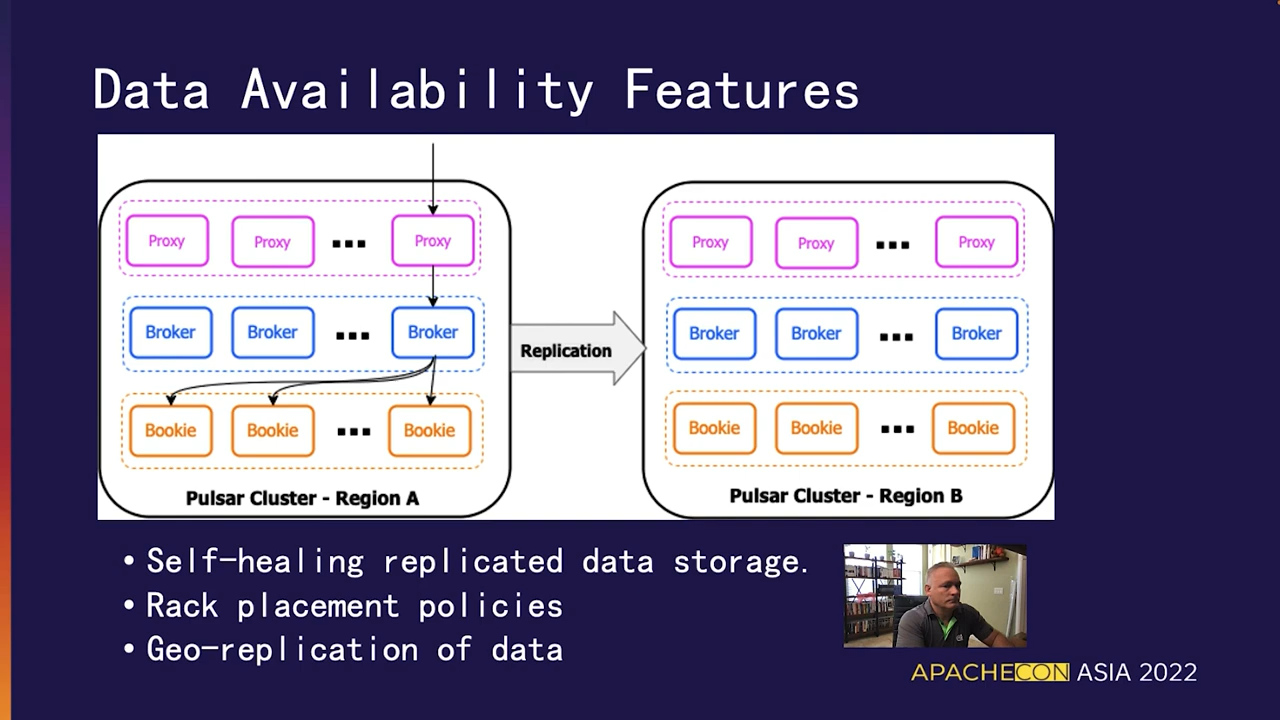 Data Availability Features
Proxy
Proxy
Proxy
Broker
Broker
Broker
Bookie
Bookie
Bookie
Pulsar Cluster - Region A
Replication
Proxy
Proxy
Proxy
Broker
Broker
Broker
Bookie
Bookie
Bookie
Pulsar Cluster - Region B
• Self-healing replicated data storage.
• Rack placement policies
• Geo-replication of data
APACHECON ASIA 2022